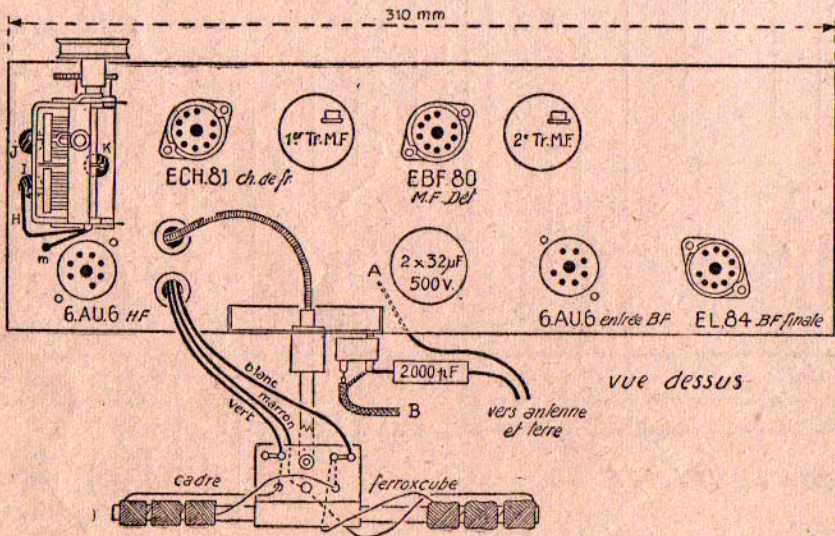 310 mm
J
I
K
H
m
ECH.81 ch. de fr.
1er Tr. M.F
EBF.80
M.F. Dét
2e Tr. M.F.
6.AU.6 HF
2 x 32µF
500 V.
A
6.AU.6 entrée BF
EL.84 BF finale
vue dessus
2000 µF
B
vers antenne
et terre
blanc
marron
vert
cadre
ferroxcube